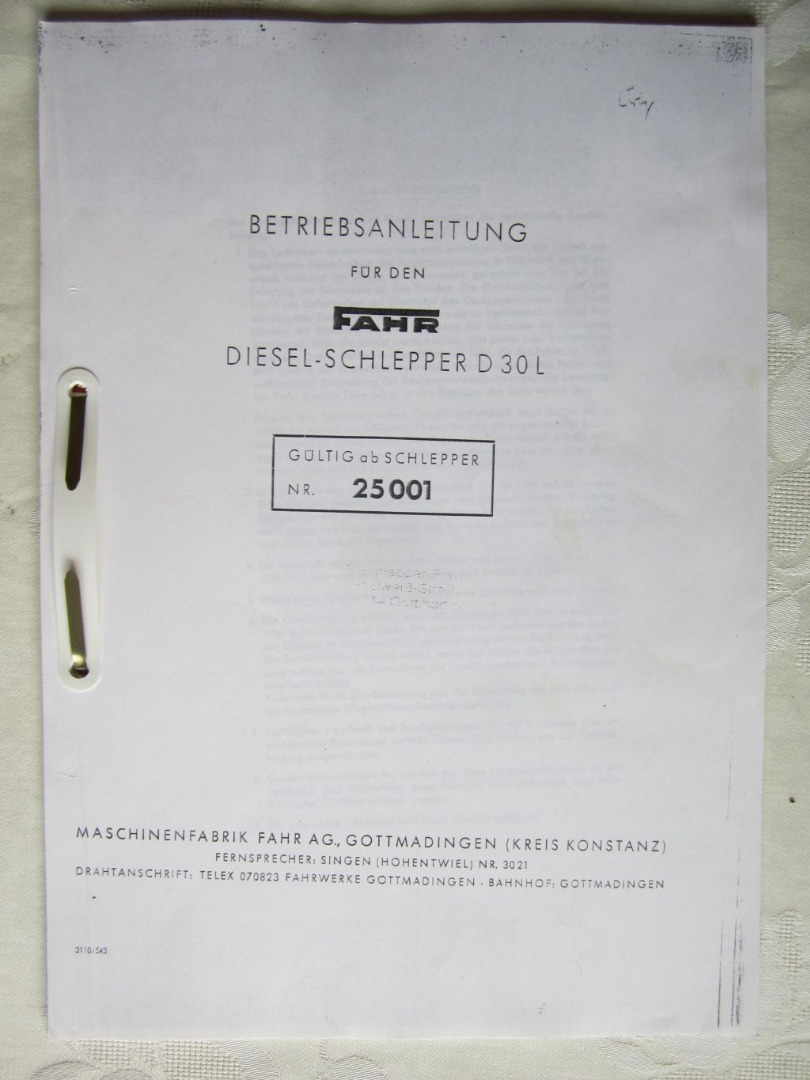 BETRIEBSANLEITUNG
FÜR DEN
FAHR
DIESEL-SCHLEPPER D 30 L
GÜLTIG ab SCHLEPPER
NR. 25001
MASCHINENFABRIK FAHR AG., GOTTMADINGEN (KREIS KONSTANZ)
FERNSPRECHER: SINGEN (HOHENTWIEL) NR. 3021
DRAHTANSCHRIFT: TELEX 070823 FAHRWERKE GOTTMADINGEN · BAHNHOF: GOTTMADINGEN